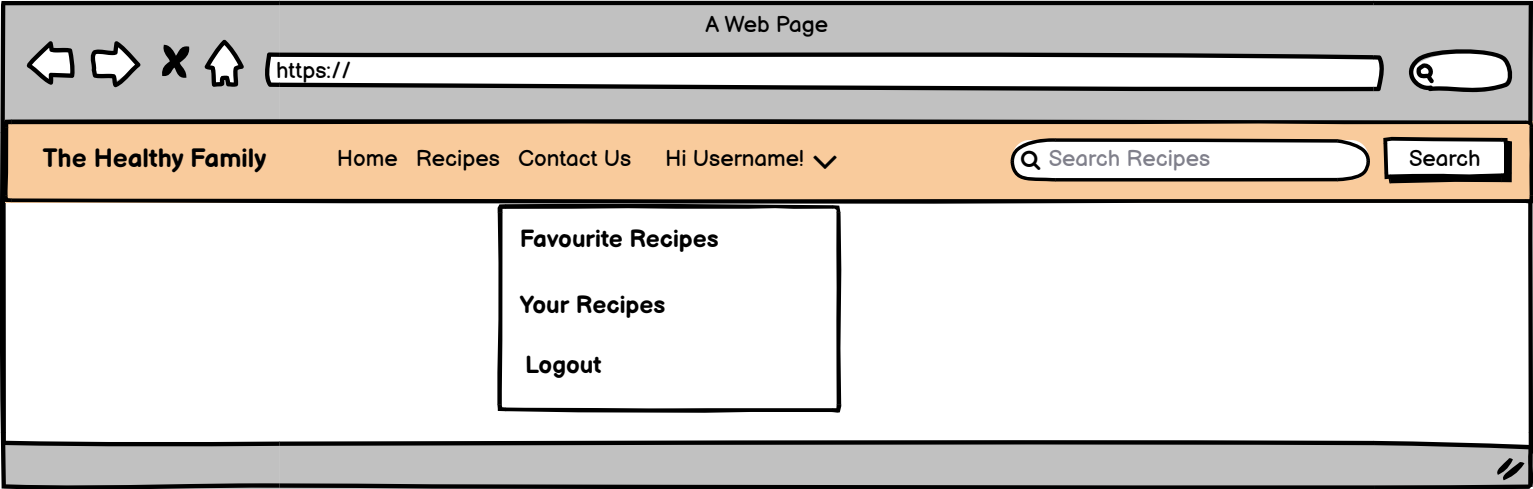 A Web Page
https://
The Healthy Family Home Recipes Contact Us Hi Username! Search Recipes Search
Favourite Recipes
Your Recipes
Logout